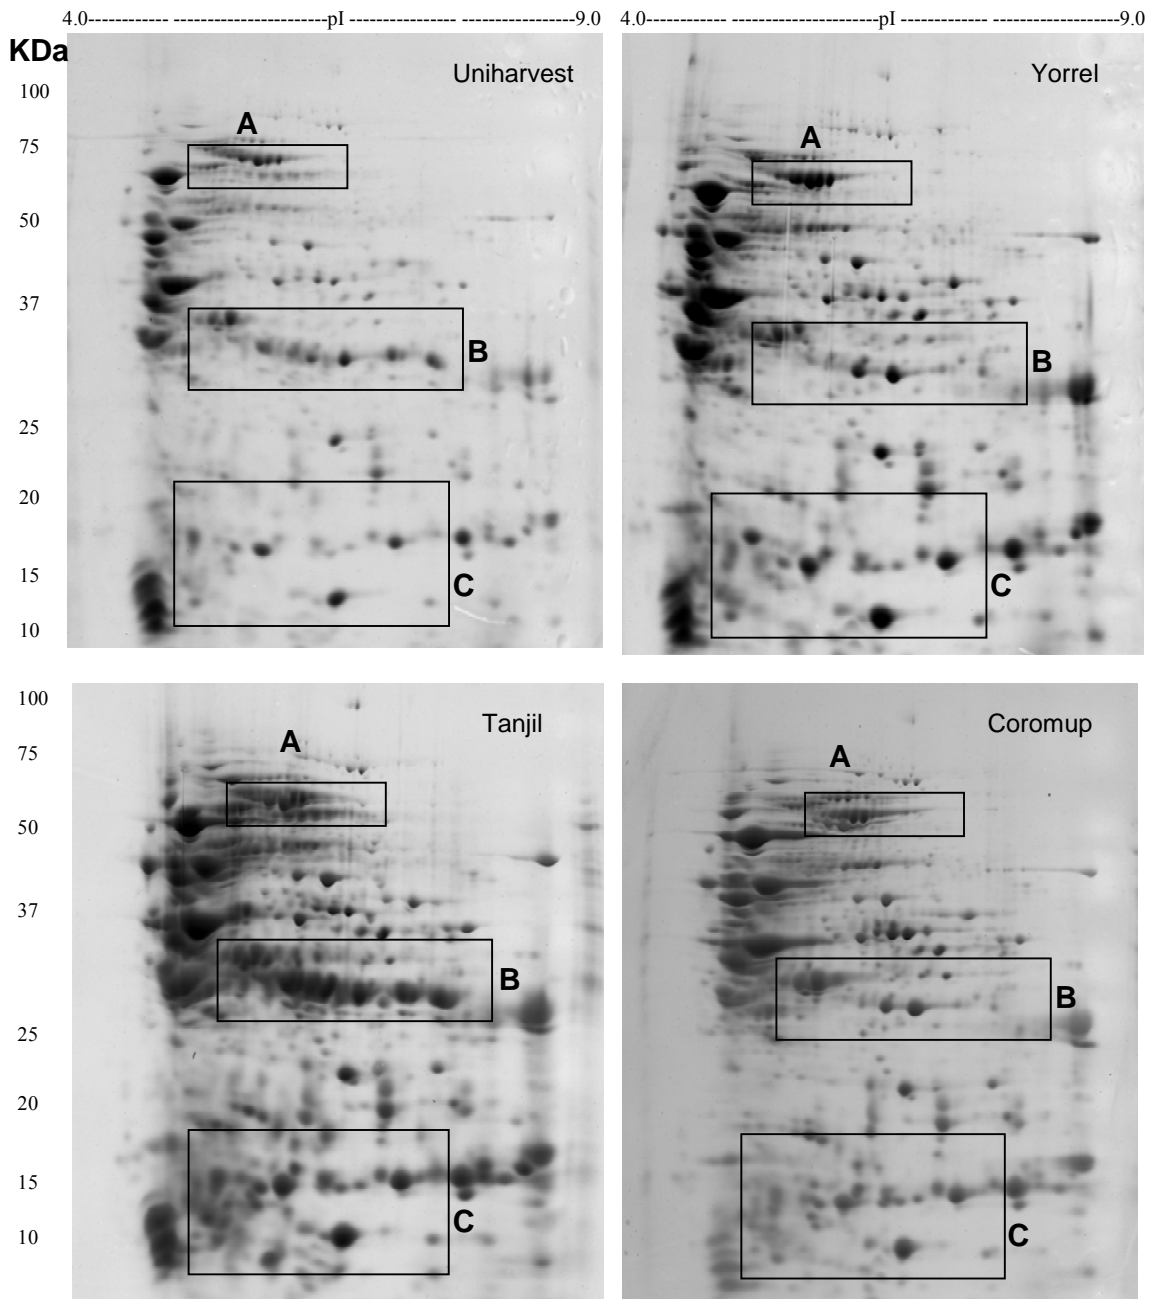 4.0------------------------pI ----------------------9.0
4.0-----------------------pI ---------- ------------9.0
KDa
Uniharvest
Yorrel
100
A
A
75
50
37
B
B
25
20
15
C
C
10
100
Tanjil
Coromup
A
A
75
50
37
B
B
25
20
15
C
C
10